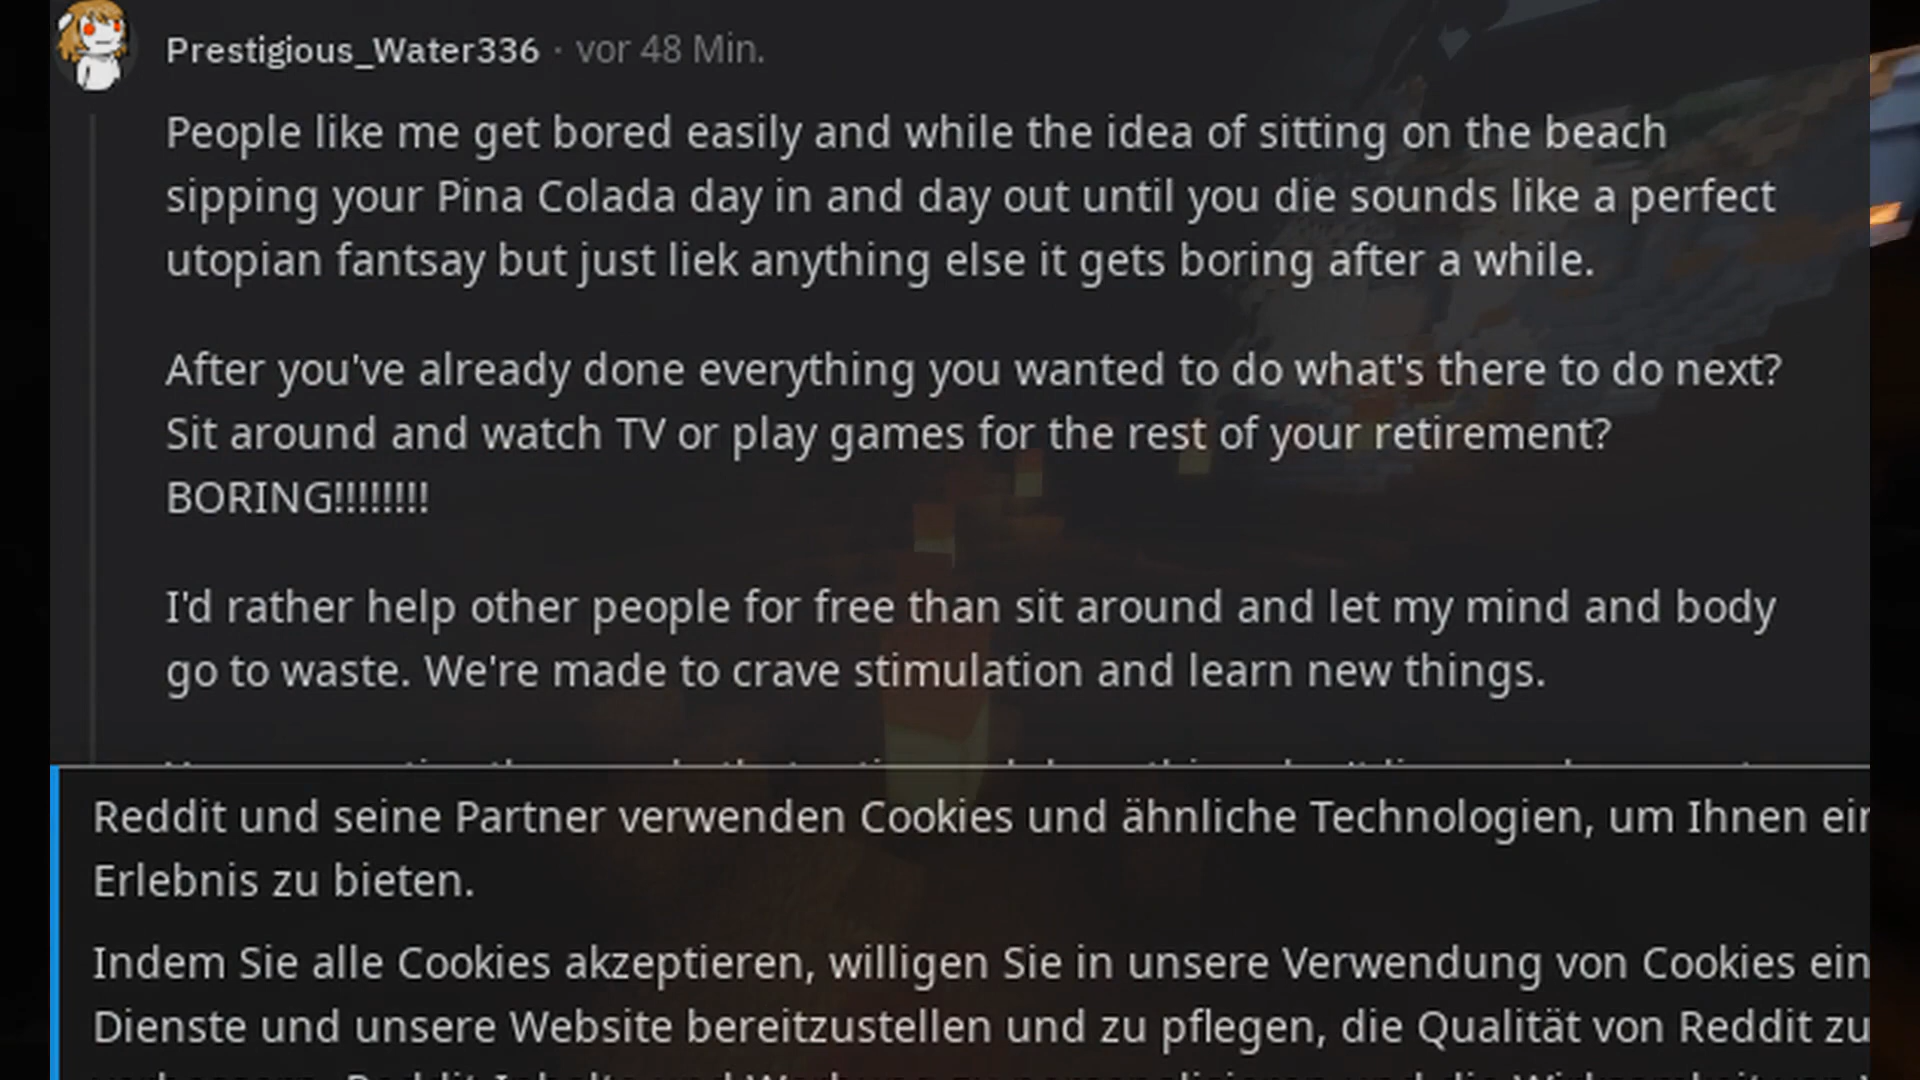 Prestigious_Water336 · vor 48 Min.
People like me get bored easily and while the idea of sitting on the beach
sipping your Pina Colada day in and day out until you die sounds like a perfect
utopian fantsay but just liek anything else it gets boring after a while.
After you've already done everything you wanted to do what's there to do next?
Sit around and watch TV or play games for the rest of your retirement?
BORING!!!!!!!!
I'd rather help other people for free than sit around and let my mind and body
go to waste. We're made to crave stimulation and learn new things.
Reddit und seine Partner verwenden Cookies und ähnliche Technologien, um Ihnen ein
Erlebnis zu bieten.
Indem Sie alle Cookies akzeptieren, willigen Sie in unsere Verwendung von Cookies ein
Dienste und unsere Website bereitzustellen und zu pflegen, die Qualität von Reddit zu